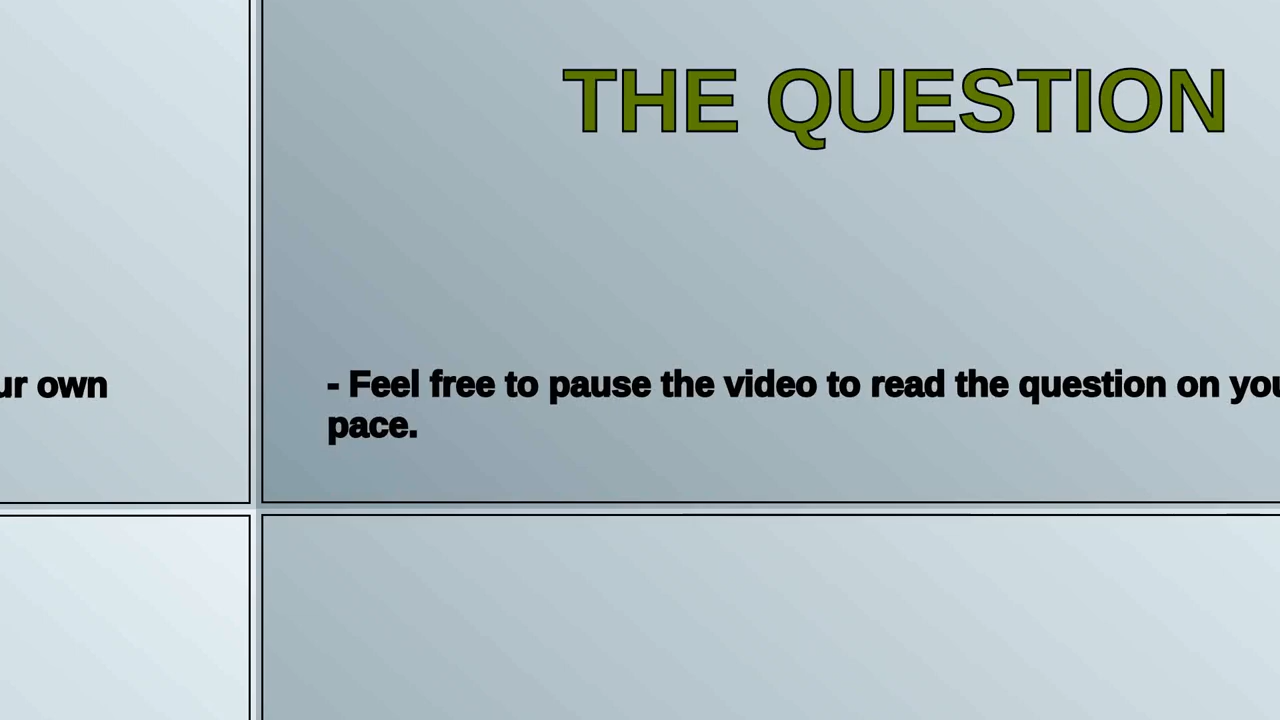 THE QUESTION
ur own
- Feel free to pause the video to read the question on you
pace.